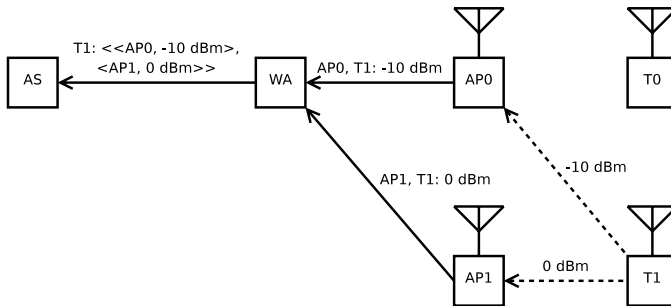 T1: <<AP0, -10 dBm>,
<AP1, 0 dBm>>
AP0, T1: -10 dBm
AS
WA
AP0
T0
-10 dBm
AP1, T1: 0 dBm
0 dBm
AP1
T1